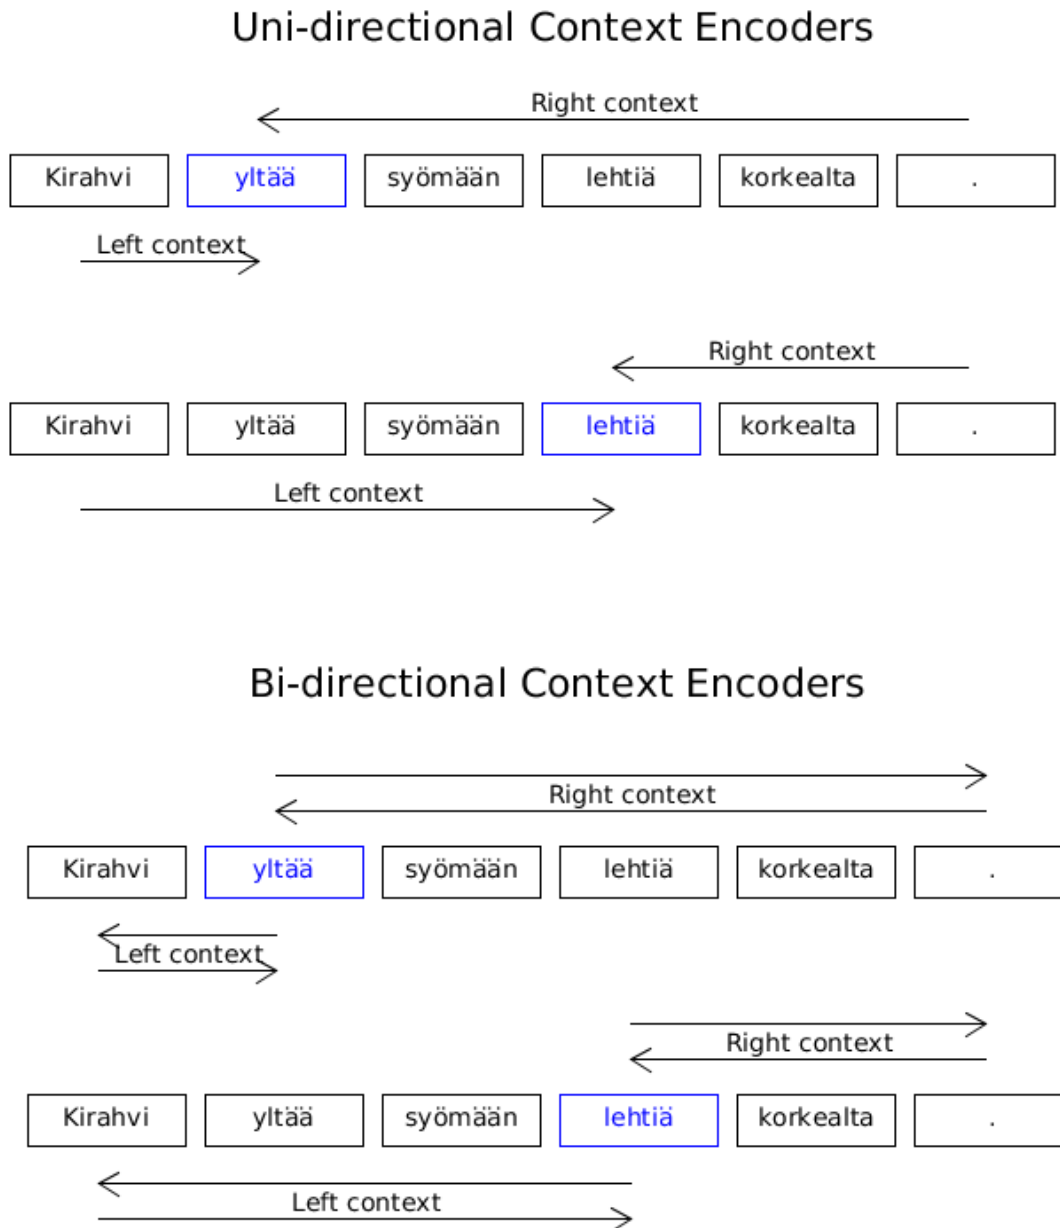 Uni-directional Context Encoders
Right context
Kirahvi yltää syömään lehtiä korkealta .
Left context
Right context
Kirahvi yltää syömään lehtiä korkealta .
Left context
Bi-directional Context Encoders
Right context
Kirahvi yltää syömään lehtiä korkealta .
Left context
Right context
Kirahvi yltää syömään lehtiä korkealta .
Left context